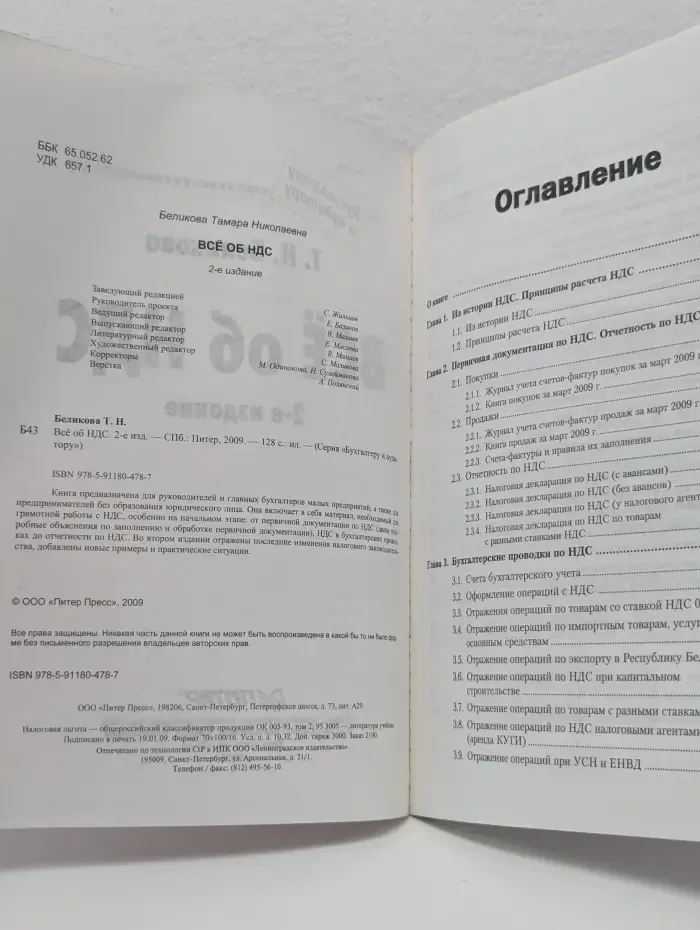 ББК 65.052.62
УДК 657.1
Беликова Тамара Николаевна
ВСЁ ОБ НДС
2-е издание
Заведующий редакцией
С. Жильцов
Руководитель проекта
Е. Базанов
Ведущий редактор
В. Маныев
Выпускающий редактор
Е. Маслова
Литературный редактор
В. Маныев
Художественный редактор
С. Маликова
Корректоры
М. Одинокова, Н. Сулейманова
Верстка
А. Полянский
Беликова Т. Н.
Б43 Всё об НДС. 2-е изд. — СПб.: Питер, 2009. — 128 с.: ил. — (Серия «Бухгалтеру и ауди-
тору»).
ISBN 978-5-91180-478-7
Книга предназначена для руководителей и главных бухгалтеров малых предприятий, а также для
предпринимателей без образования юридического лица. Она включает в себя материал, необходимый для
грамотной работы с НДС, особенно на начальном этапе: от первичной документации по НДС (даны под-
робные объяснения по заполнению и обработке первичной документации), НДС в бухгалтерских провод-
ках до отчетности по НДС. Во втором издании отражены последние изменения налогового законодатель-
ства, добавлены новые примеры и практические ситуации.
© ООО «Питер Пресс», 2009
Все права защищены. Никакая часть данной книги не может быть воспроизведена в какой бы то ни было фор-
ме без письменного разрешения владельцев авторских прав.
ISBN 978-5-91180-478-7
ООО «Питер Пресс», 198206, Санкт-Петербург, Петергофское шоссе, д. 73, лит. А29.
Налоговая льгота — общероссийский классификатор продукции ОК 005-93, том 2; 95 3005 — литература учебная.
Подписано в печать 19.01.09. Формат 70х100/16. Усл. п. л. 10,32. Доп. тираж 3000. Заказ 2190
Отпечатано по технологии CtP в ИПК ООО «Ленинградское издательство».
195009, Санкт-Петербург, ул. Арсенальная, д. 21/1.
Телефон / факс: (812) 495-56-10.
Оглавление
О книге
Глава 1. Из истории НДС. Принципы расчета НДС
1.1. Из истории НДС
1.2. Принципы расчета НДС
Глава 2. Первичная документация по НДС. Отчетность по НДС
2.1. Покупки
2.1.1. Журнал учета счетов-фактур покупок за март 2009 г
2.1.2. Книга покупок за март 2009 г.
2.2. Продажи
2.2.1. Журнал учета счетов-фактур продаж за март 2009 г
2.2.2. Книга продаж за март 2009 г.
2.2.3. Счета-фактуры и правила их заполнения
2.3. Отчетность по НДС
2.3.1. Налоговая декларация по НДС (с авансами)
2.3.2. Налоговая декларация по НДС (без авансов)
2.3.3. Налоговая декларация по НДС (у налогового агент
2.3.4. Налоговая декларация по НДС по товарам
с разными ставками НДС
Глава 3. Бухгалтерские проводки по НДС
3.1. Счета бухгалтерского учета
3.2. Оформление операций с НДС
3.3. Отражения операций по товарам со ставкой НДС 0
3.4. Отражения операций по импортным товарам, услуг
основным средствам
3.5. Отражение операций по экспорту в Республику Бе
3.6. Отражение операций по НДС при капитальном
строительстве
3.7. Отражение операций по товарам с разными ставкам
3.8. Отражение операций по НДС налоговыми агентами
(аренда КУГИ)
3.9. Отражение операций при УСН и ЕНВД